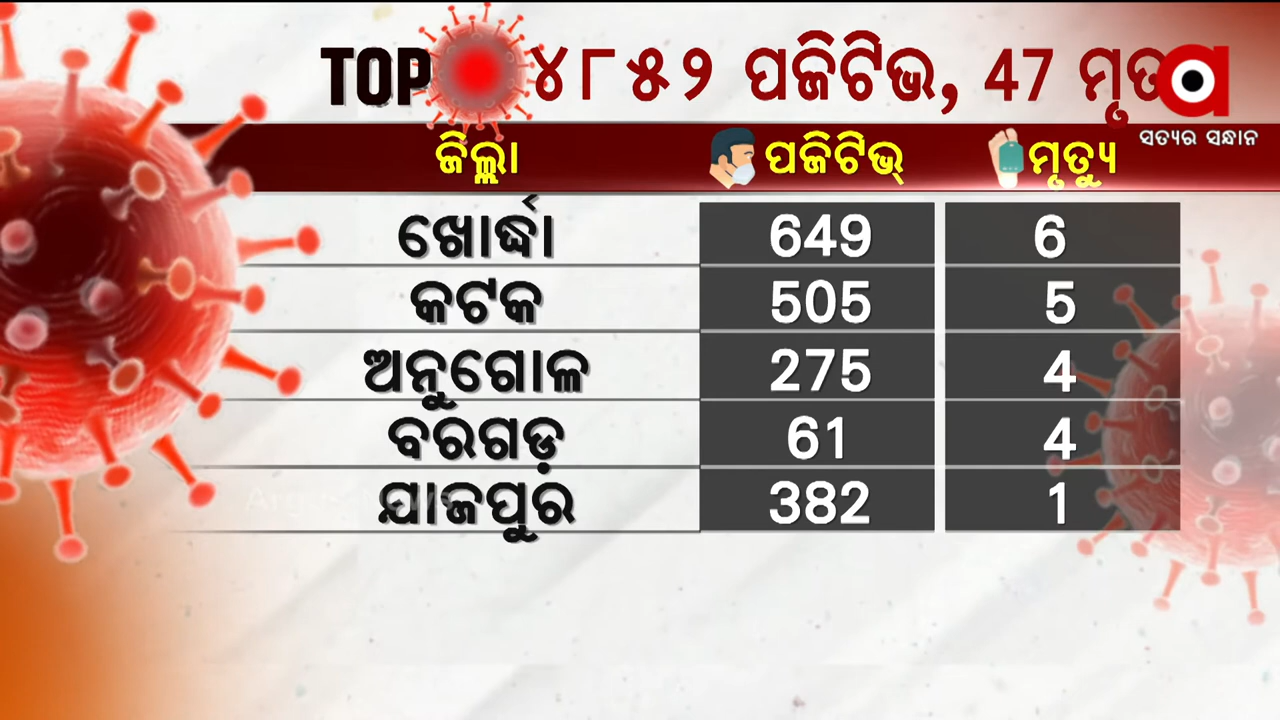 TOP ୪୮୫୨ ପଜିଟିଭ, 47 ମୃତ
ସତ୍ୟର ସନ୍ଧାନ
ଜିଲ୍ଲା ପଜିଟିଭ୍ ମୃତ୍ୟୁ
ଖୋର୍ଦ୍ଧା 649 6
କଟକ 505 5
ଅନୁଗୋଳ 275 4
ବରଗଡ଼ 61 4
ଯାଜପୁର 382 1